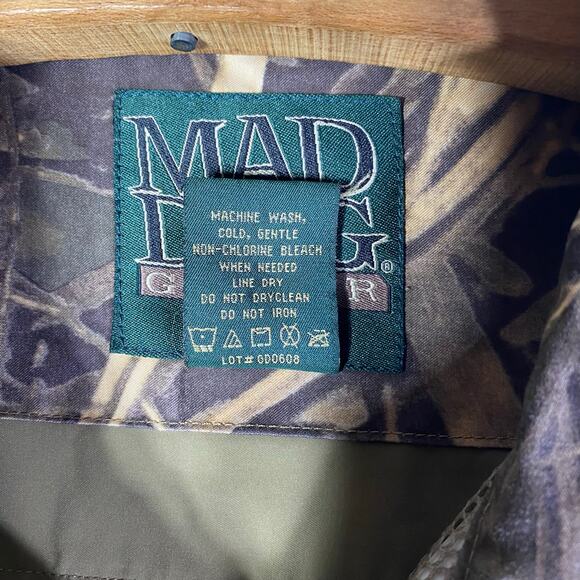 MAD
MACHINE WASH,
COLD, GENTLE
NON-CHLORINE BLEACH
WHEN NEEDED
LINE DRY
DO NOT DRYCLEAN
DO NOT IRON
LOT# GD0608